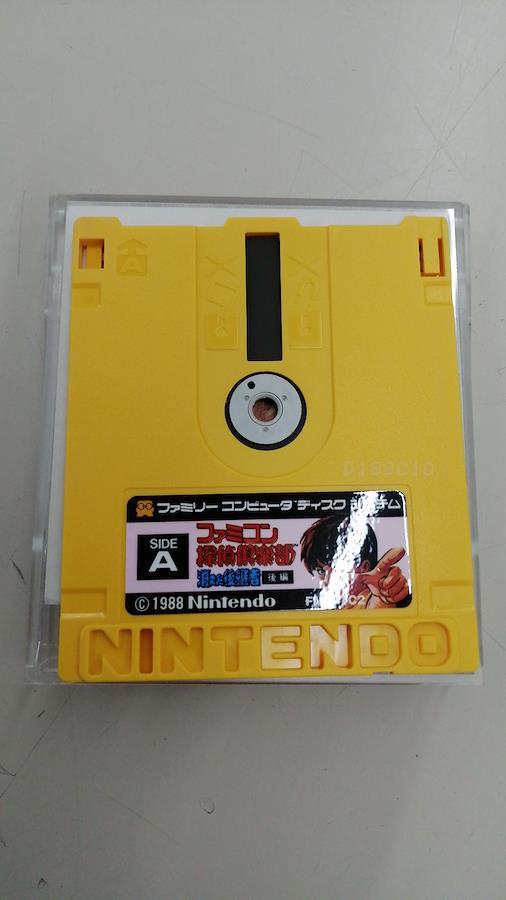 A
D188C10
ファミリー コンピュータ ディスク システム
SIDE
A
ファミコン
探偵倶楽部
消えた後継者 後編
© 1988 Nintendo
NINTENDO